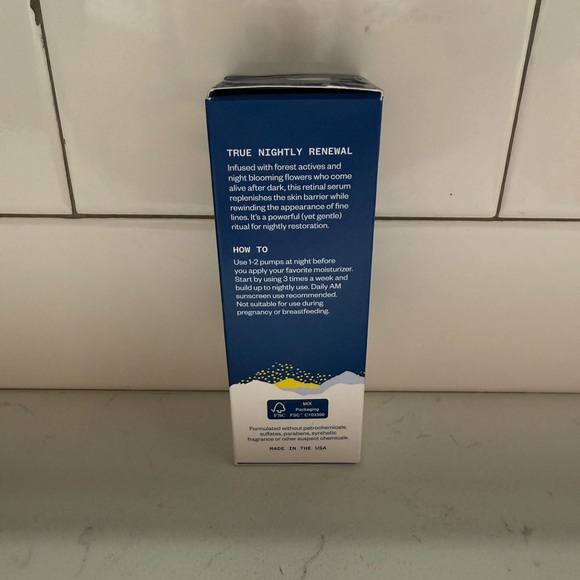 TRUE NIGHTLY RENEWAL
Infused with forest actives and
night blooming flowers who come
alive after dark, this retinal serum
replenishes the skin barrier while
rewinding the appearance of fine
lines. It's a powerful (yet gentle)
ritual for nightly restoration.
HOW TO
Use 1-2 pumps at night before
you apply your favorite moisturizer.
Start by using 3 times a week and
build up to nightly use. Daily AM
sunscreen use recommended.
Not suitable for use during
pregnancy or breastfeeding.
MIX
Packaging
FSC FSC™ C103300
Formulated without petrochemicals,
sulfates, parabens, synthetic
fragrance or other suspect chemicals.
MADE IN THE USA